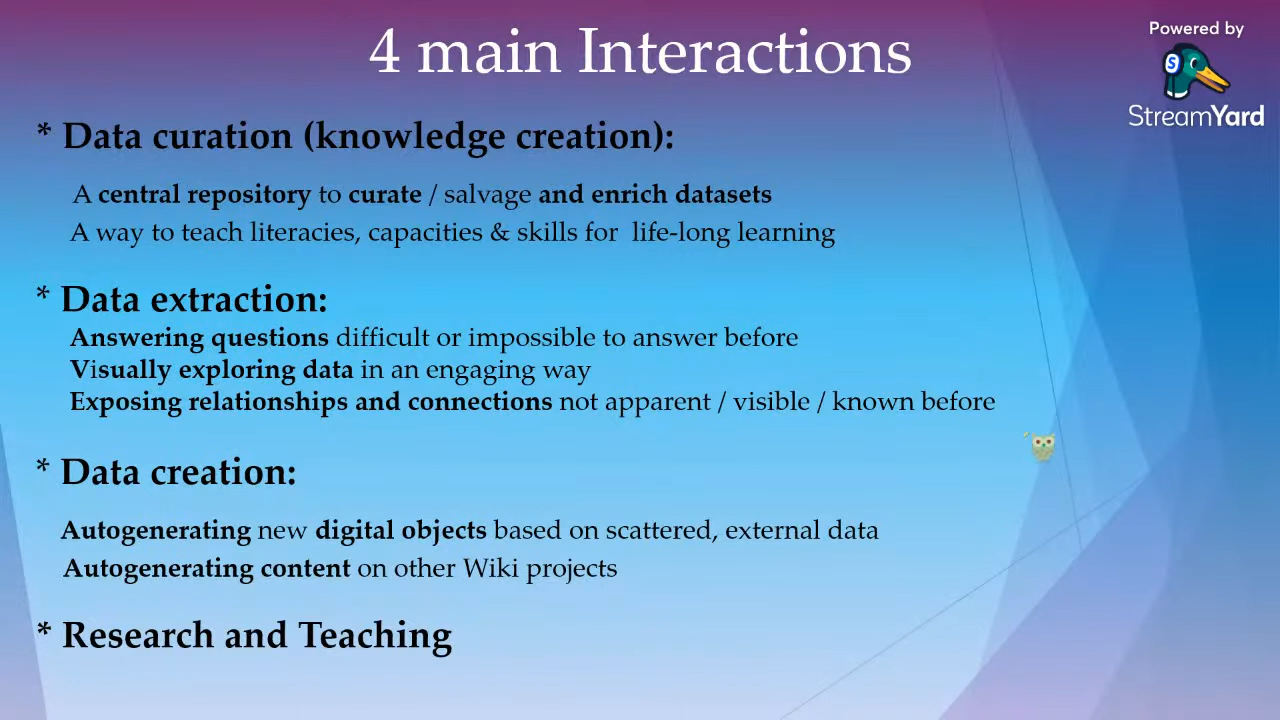 4 main Interactions
Powered by
StreamYard
* Data curation (knowledge creation):
A central repository to curate / salvage and enrich datasets
A way to teach literacies, capacities & skills for life-long learning
* Data extraction:
Answering questions difficult or impossible to answer before
Visually exploring data in an engaging way
Exposing relationships and connections not apparent / visible / known before
* Data creation:
Autogenerating new digital objects based on scattered, external data
Autogenerating content on other Wiki projects
* Research and Teaching